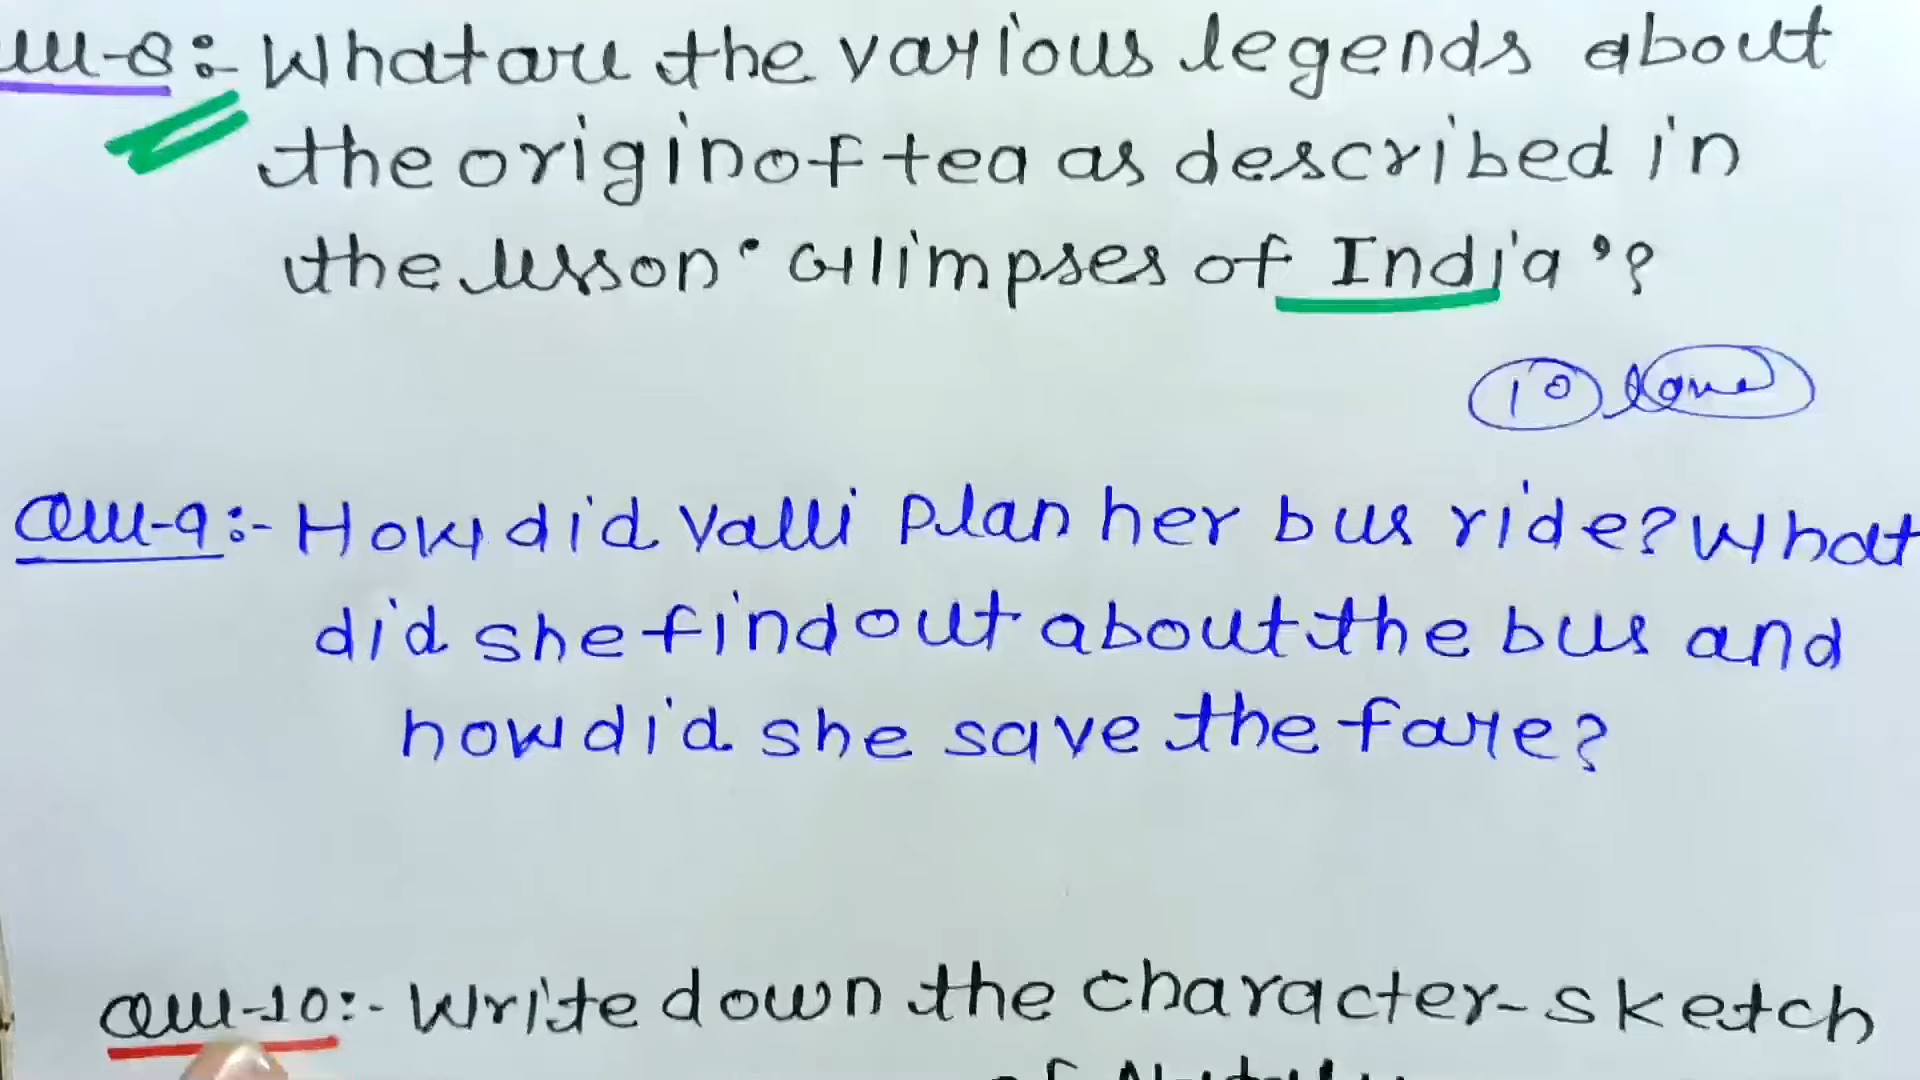 Que-8:- What are the various legends about
the origin of tea as described in
the lesson 'Glimpses of India'?
10
Que-9:- How did Valli plan her bus ride? What
did she find out about the bus and
how did she save the fare?
Que-10:- Write down the character-sketch
of